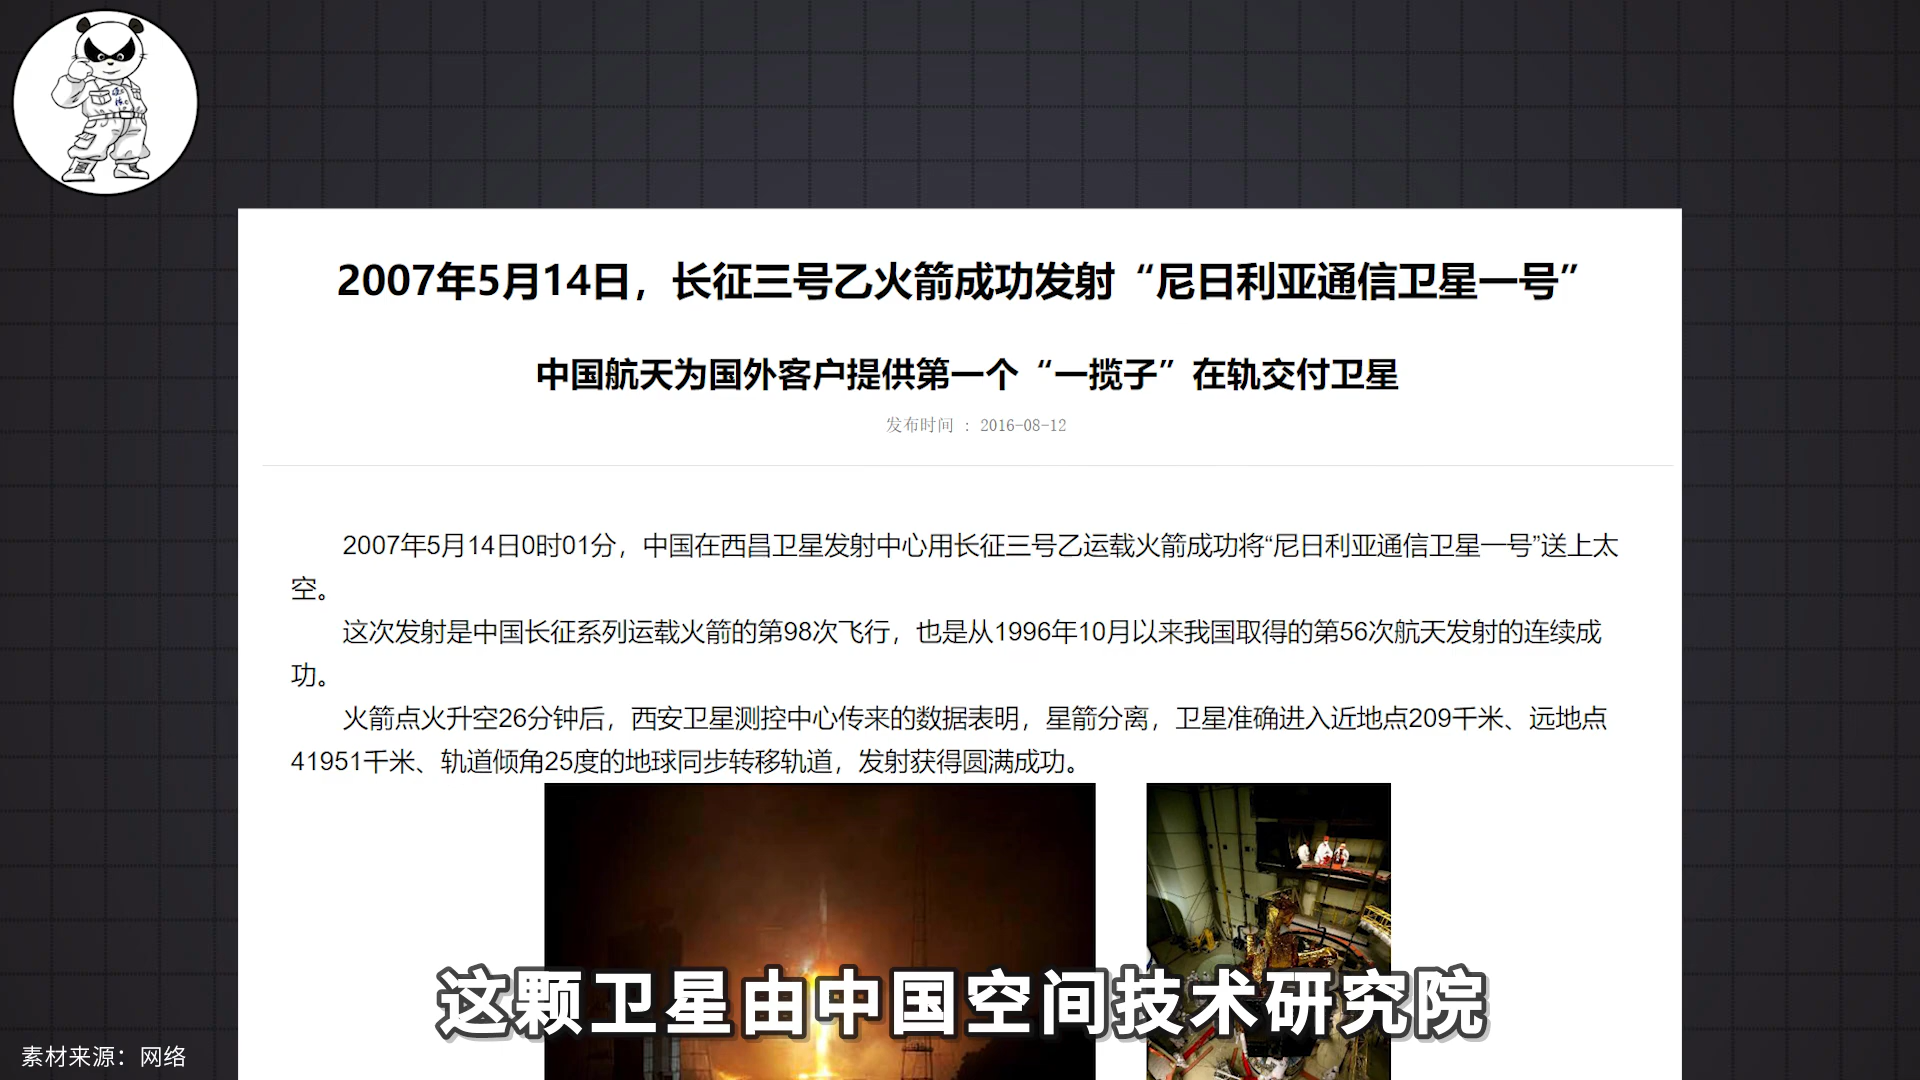 2007年5月14日，长征三号乙火箭成功发射“尼日利亚通信卫星一号”
中国航天为国外客户提供第一个“一揽子”在轨交付卫星
发布时间 ： 2016-08-12
2007年5月14日0时01分，中国在西昌卫星发射中心用长征三号乙运载火箭成功将“尼日利亚通信卫星一号”送上太
空。
这次发射是中国长征系列运载火箭的第98次飞行，也是从1996年10月以来我国取得的第56次航天发射的连续成
功。
火箭点火升空26分钟后，西安卫星测控中心传来的数据表明，星箭分离，卫星准确进入近地点209千米、远地点
41951千米、轨道倾角25度的地球同步转移轨道，发射获得圆满成功。
这颗卫星由中国空间技术研究院
素材来源：网络